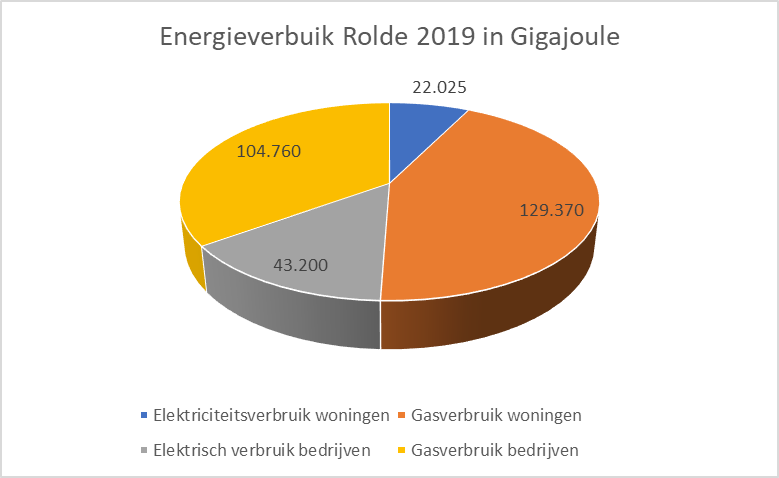 Energieverbuik Rolde 2019 in Gigajoule
22.025
104.760
129.370
43.200
Elektriciteitsverbruik woningen Gasverbruik woningen
Elektrisch verbruik bedrijven Gasverbruik bedrijven